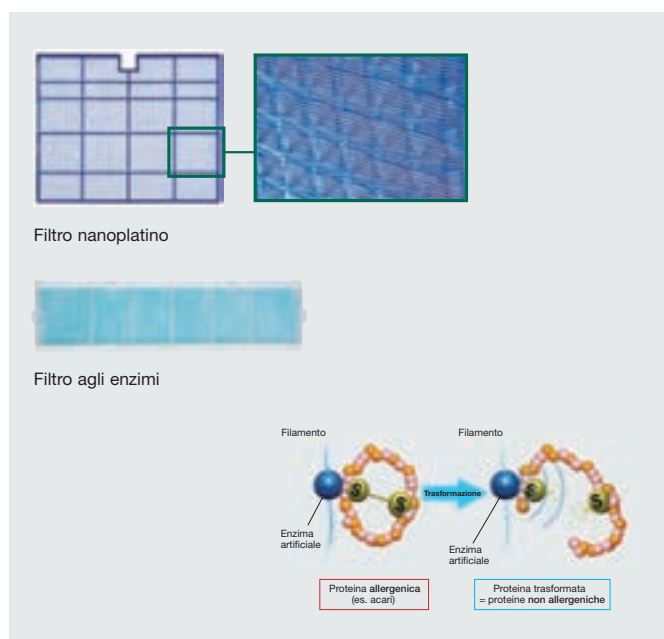 Filtro nanoplatino
Filtro agli enzimi
Filamento
Filamento
S
S
Trasformazione
S
S
Enzima
artificiale
Enzima
artificiale
Proteina allergenica
(es. acari)
Proteina trasformata
= proteine non allergeniche